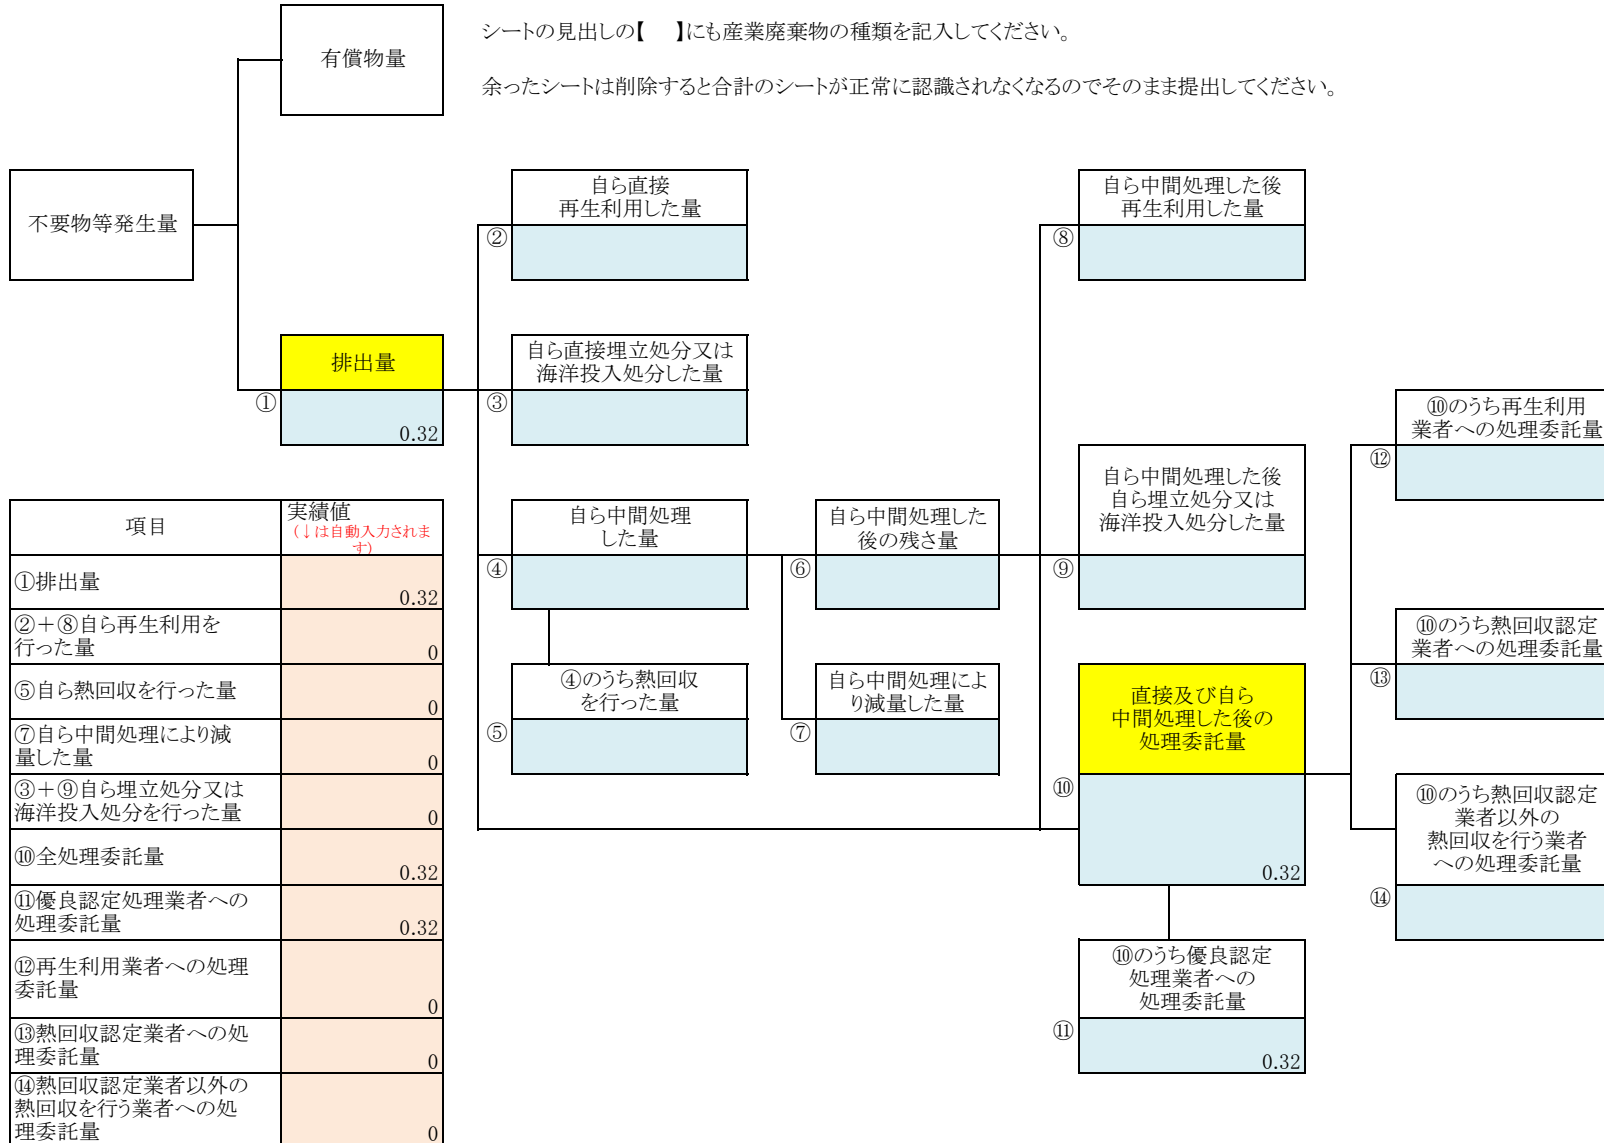 シートの見出しの【　】にも産業廃棄物の種類を記入してください。
余ったシートは削除すると合計のシートが正常に認識されなくなるのでそのまま提出してください。
有償物量
不要物等発生量
排出量
①
0.32
自ら直接
再生利用した量
②
自ら直接埋立処分又は
海洋投入処分した量
③
自ら中間処理
した量
④
④のうち熱回収
を行った量
⑤
自ら中間処理した
後の残さ量
⑥
自ら中間処理によ
り減量した量
⑦
自ら中間処理した後
再生利用した量
⑧
自ら中間処理した後
自ら埋立処分又は
海洋投入処分した量
⑨
直接及び自ら
中間処理した後の
処理委託量
⑩
0.32
⑩のうち優良認定
処理業者への
処理委託量
⑪
0.32
⑩のうち再生利用
業者への処理委託量
⑫
⑩のうち熱回収認定
業者への処理委託量
⑬
⑩のうち熱回収認定
業者以外の
熱回収を行う業者
への処理委託量
⑭
項目
実績値
（↓は自動入力されま
す）
①排出量
0.32
②＋⑧自ら再生利用を
行った量
0
⑤自ら熱回収を行った量
0
⑦自ら中間処理により減
量した量
0
③＋⑨自ら埋立処分又は
海洋投入処分を行った量
0
⑩全処理委託量
0.32
⑪優良認定処理業者への
処理委託量
0.32
⑫再生利用業者への処理
委託量
0
⑬熱回収認定業者への処
理委託量
0
⑭熱回収認定業者以外の
熱回収を行う業者への処
理委託量
0